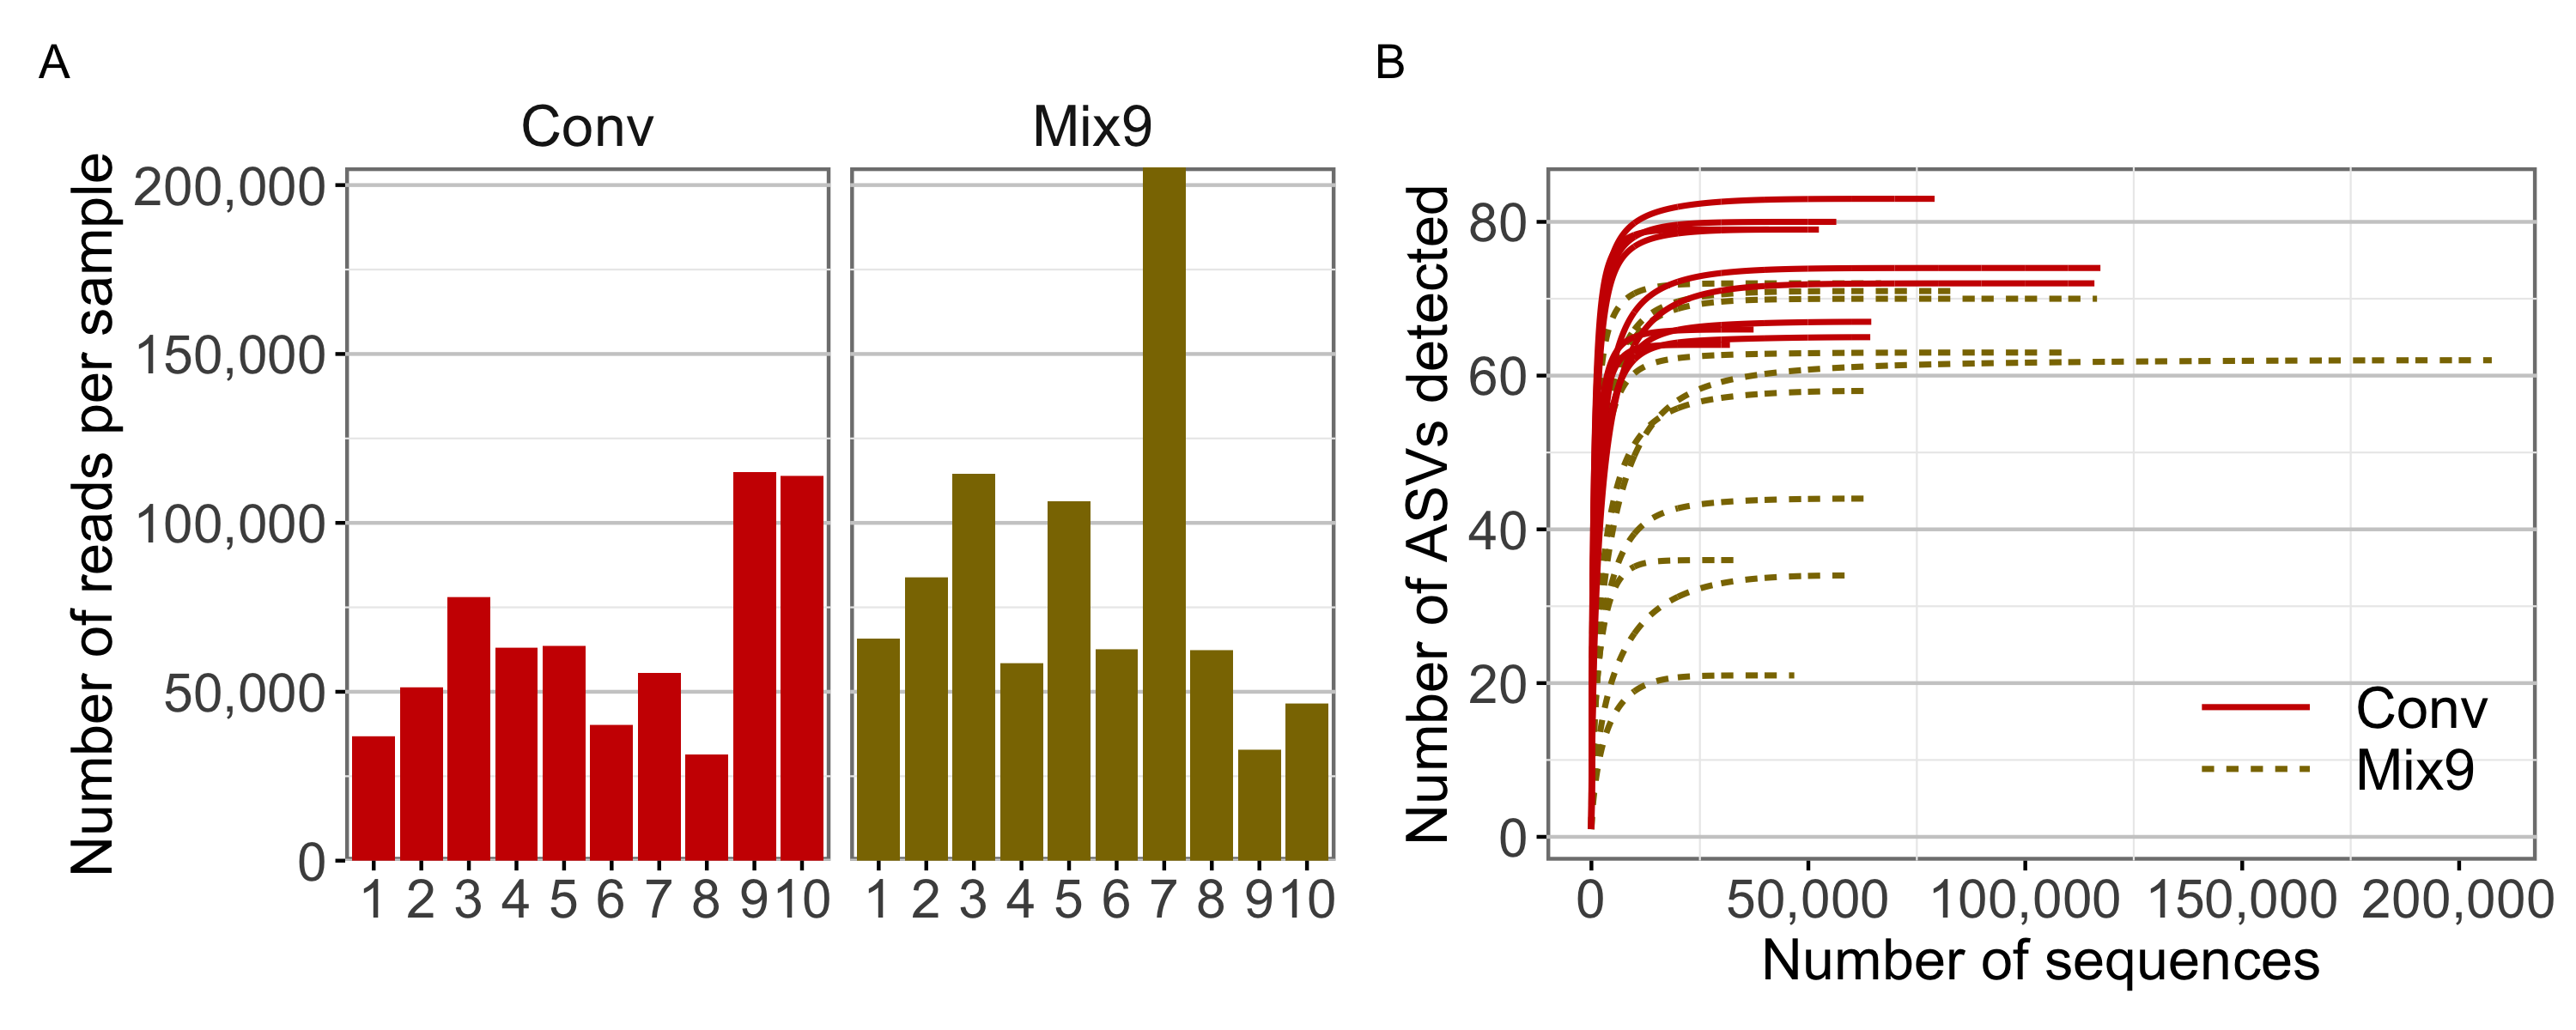 A
Conv Mix9
Number of reads per sample
200,000
150,000
100,000
50,000
0
1 2 3 4 5 6 7 8 9 10
1 2 3 4 5 6 7 8 9 10
B
Number of ASVs detected
80
60
40
20
0
Conv
Mix9
0 50,000 100,000 150,000 200,000
Number of sequences